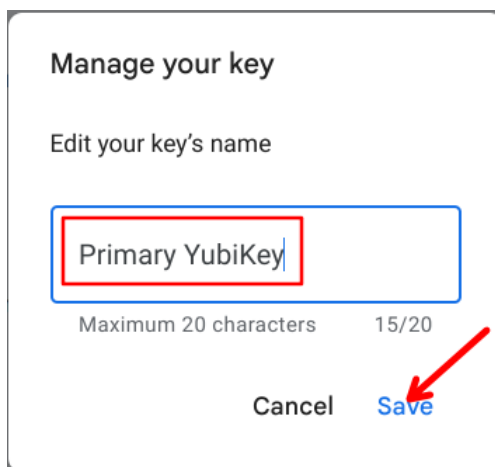 Manage your key
Edit your key’s name
Primary YubiKey
Maximum 20 characters 15/20
Cancel Save